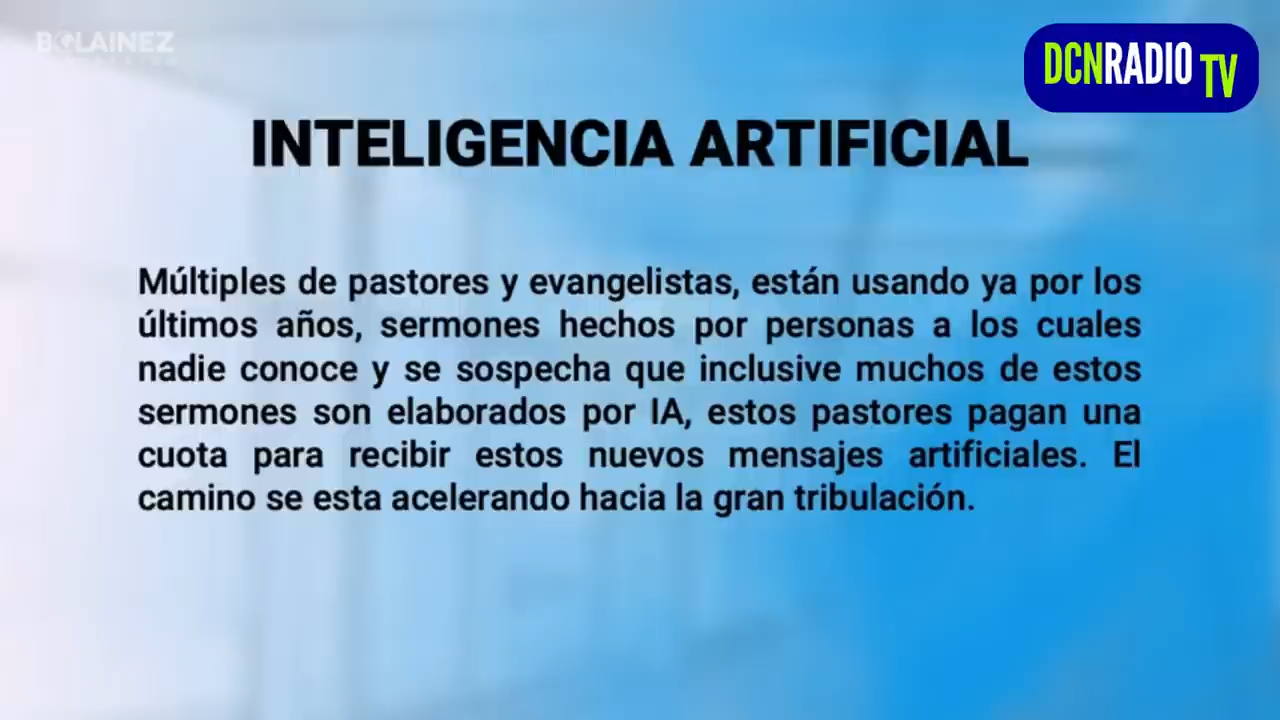 BOLAINEZ
DCNRADIO TV
INTELIGENCIA ARTIFICIAL
Múltiples de pastores y evangelistas, están usando ya por los
últimos años, sermones hechos por personas a los cuales
nadie conoce y se sospecha que inclusive muchos de estos
sermones son elaborados por IA, estos pastores pagan una
cuota para recibir estos nuevos mensajes artificiales. El
camino se esta acelerando hacia la gran tribulación.